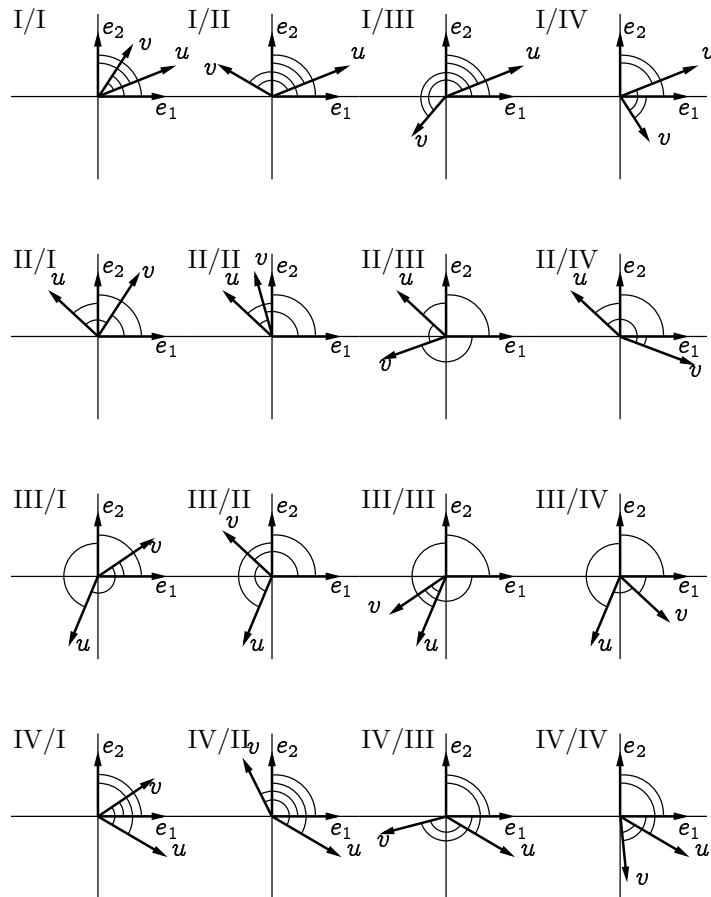 I/I e₂ v I/II e₂ u I/III e₂ u I/IV e₂ u
v
e₁ e₁ v e₁ v e₁
II/I u e₂ v II/II u v e₂ II/III u e₂ II/IV u e₂
e₁ e₁ v e₁ e₁ v
III/I e₂ v III/II v e₂ III/III e₂ III/IV e₂
e₁ e₁ v e₁ e₁ v
u u u u
IV/I e₂ v IV/II v e₂ IV/III e₂ IV/IV e₂
e₁ u e₁ u v e₁ u e₁ u
v